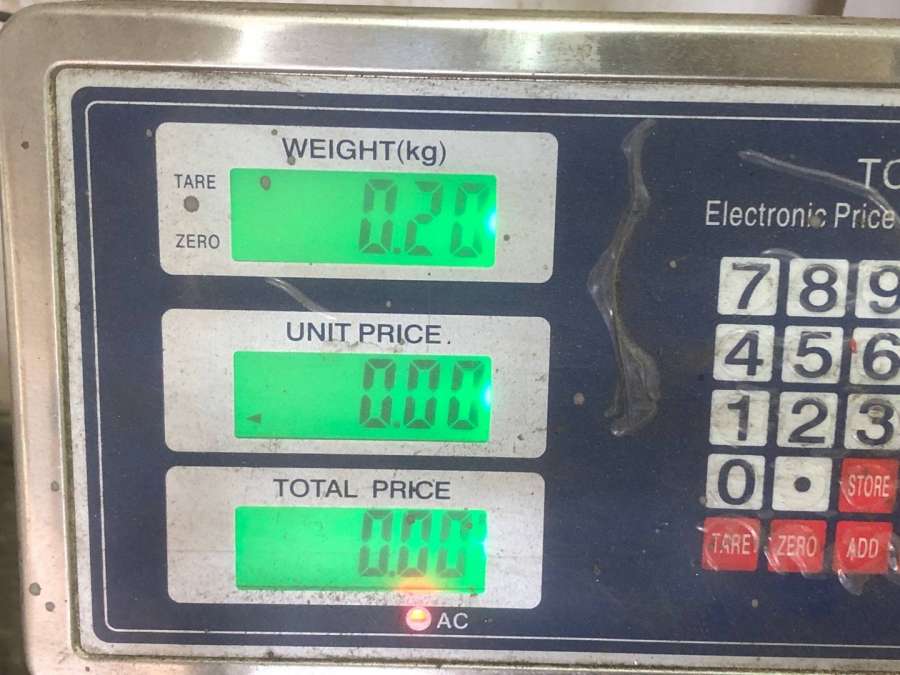 WEIGHT(kg)
TARE
ZERO
0.20
UNIT PRICE
0.00
TOTAL PRICE
0.00
AC
Electronic Price
7 8 9
4 5 6
1 2 3
0 . STORE
TARE ZERO ADD